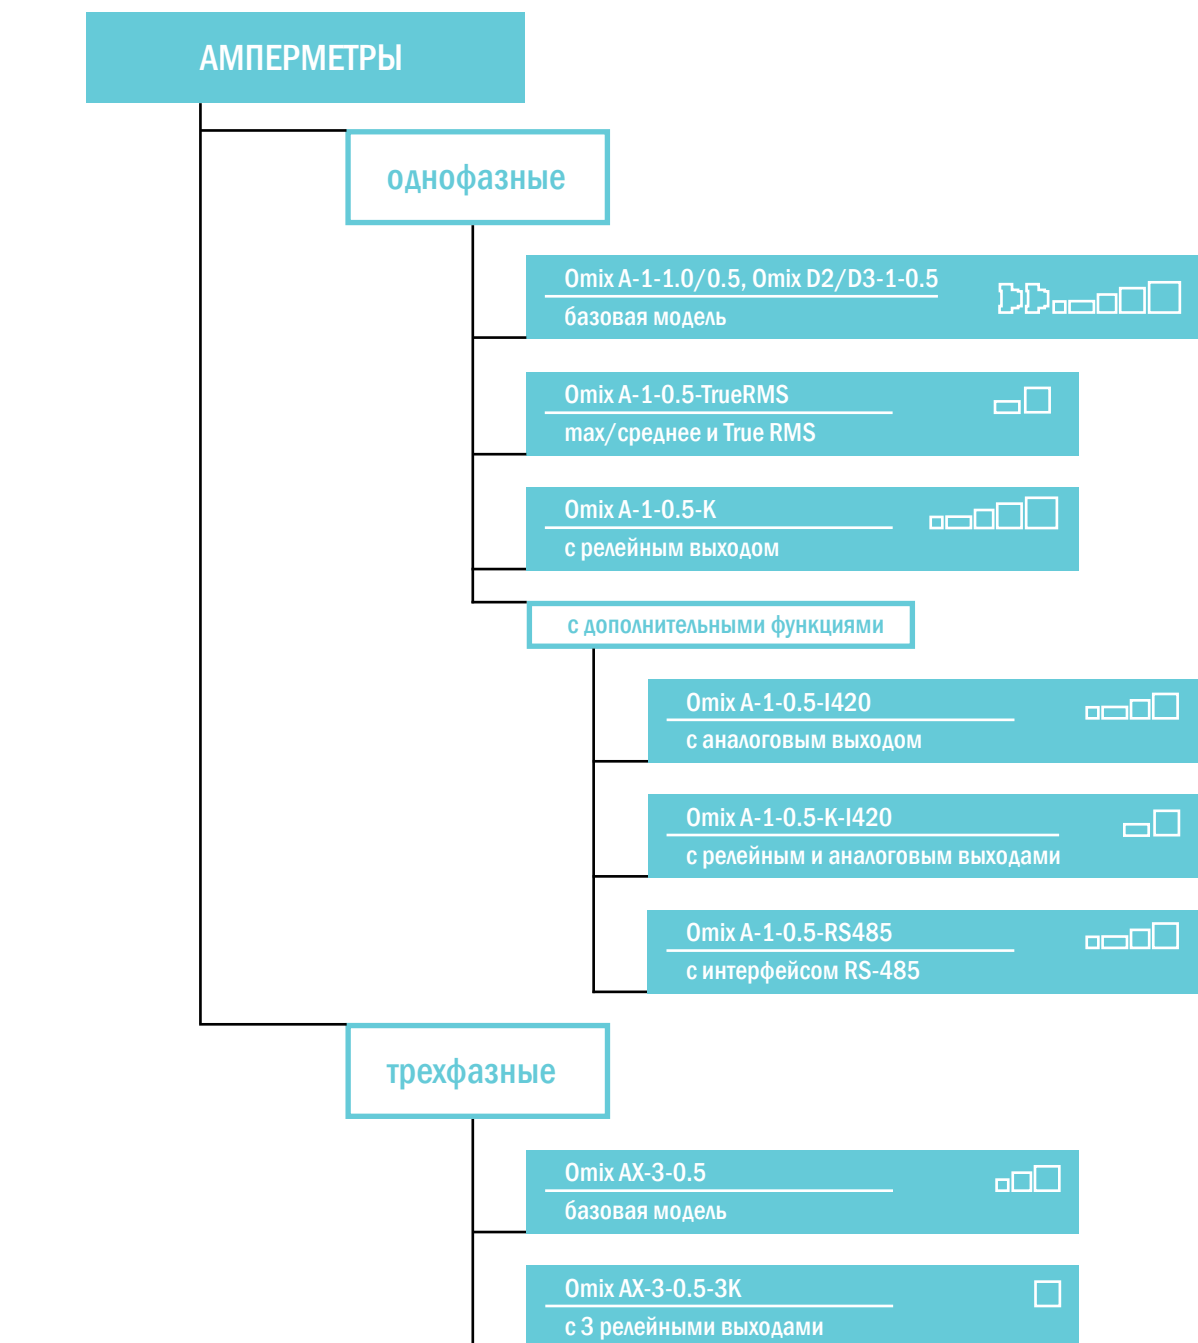 АМПЕРМЕТРЫ
однофазные
Omix A-1-1.0/0.5, Omix D2/D3-1-0.5
базовая модель
Omix A-1-0.5-TrueRMS
max/среднее и True RMS
Omix A-1-0.5-K
с релейным выходом
с дополнительными функциями
Omix A-1-0.5-I420
с аналоговым выходом
Omix A-1-0.5-K-I420
с релейным и аналоговым выходами
Omix A-1-0.5-RS485
с интерфейсом RS-485
трехфазные
Omix AX-3-0.5
базовая модель
Omix AX-3-0.5-3K
с 3 релейными выходами